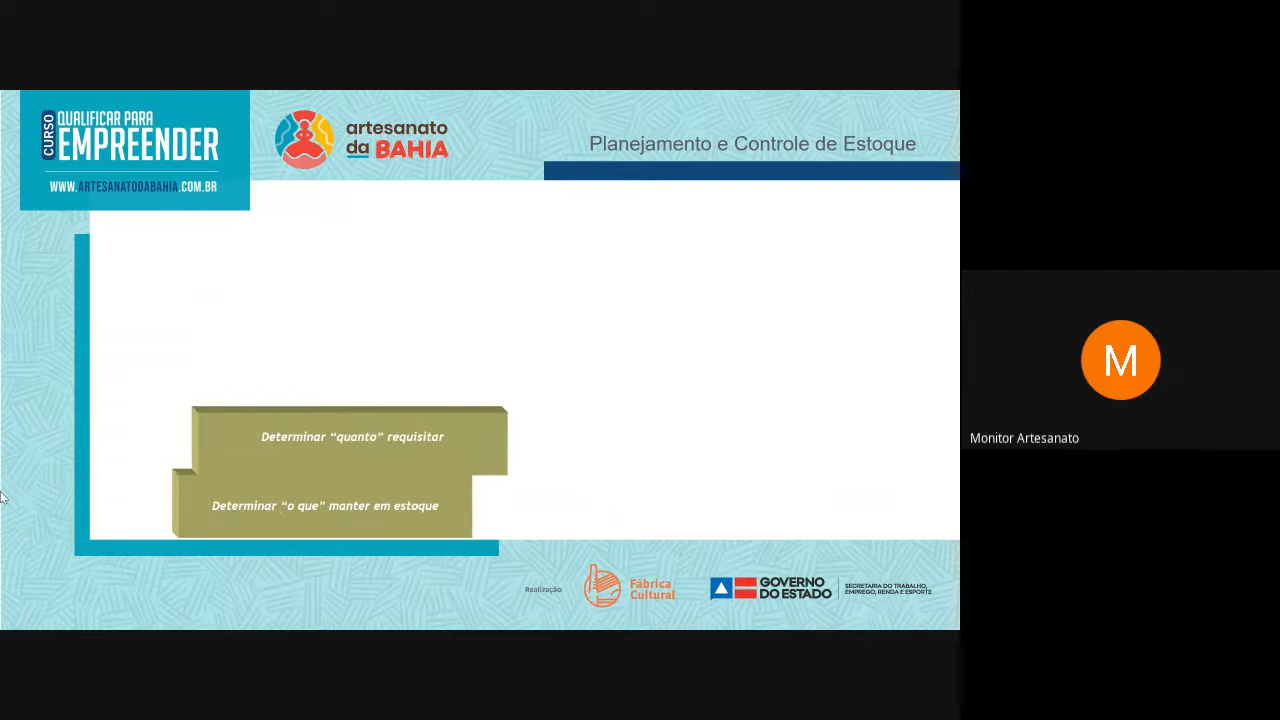 CURSO
QUALIFICAR PARA
EMPREENDER
WWW.ARTESANATODABAHIA.COM.BR
artesanato
da BAHIA
Planejamento e Controle de Estoque
Determinar “quanto” requisitar
Determinar “o que” manter em estoque
M
Monitor Artesanato
Realização:
Fábrica
Cultural
GOVERNO
DO ESTADO
SECRETARIA DO TRABALHO,
EMPREGO, RENDA E ESPORTE